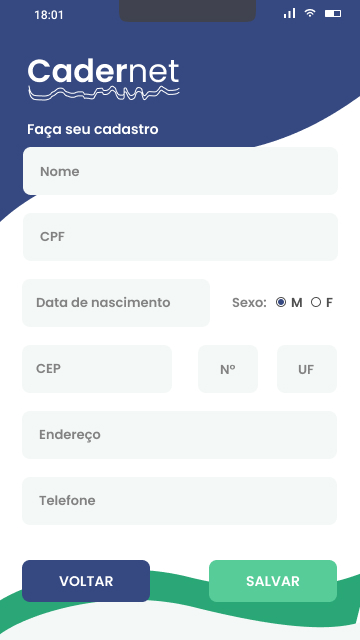 18:01
Cadernet
Faça seu cadastro
Nome
CPF
Data de nascimento
Sexo: M F
CEP
Nº
UF
Endereço
Telefone
VOLTAR
SALVAR